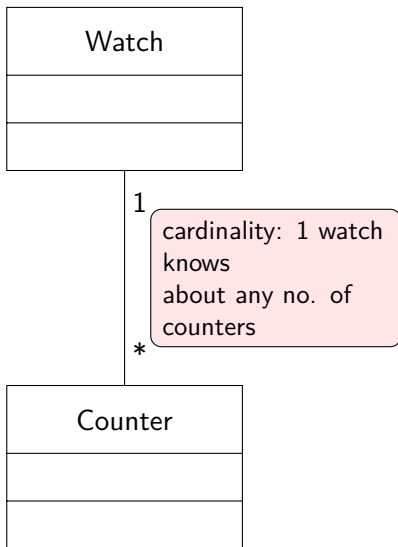 Watch
1
cardinality: 1 watch
knows
about any no. of
counters
*
Counter